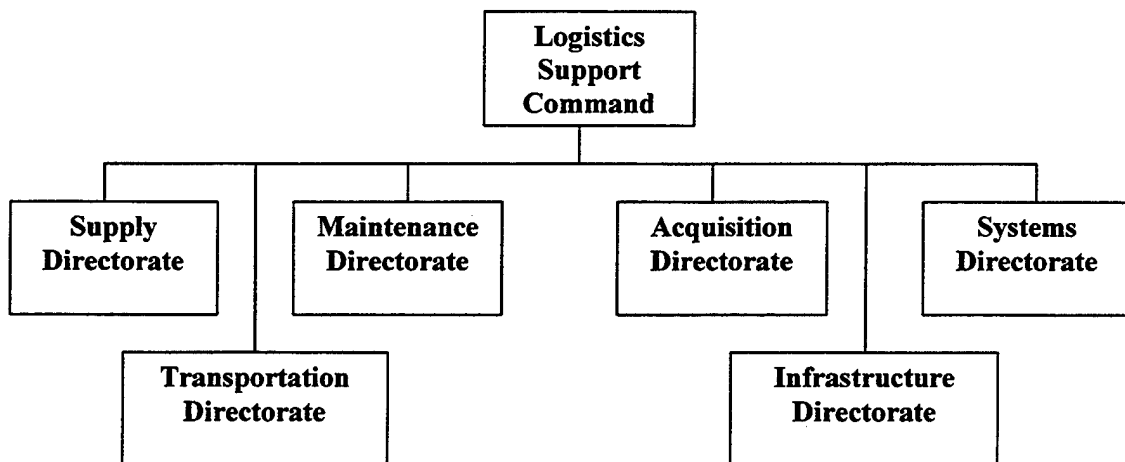 Logistics
Support
Command
Supply
Directorate
Maintenance
Directorate
Acquisition
Directorate
Systems
Directorate
Transportation
Directorate
Infrastructure
Directorate